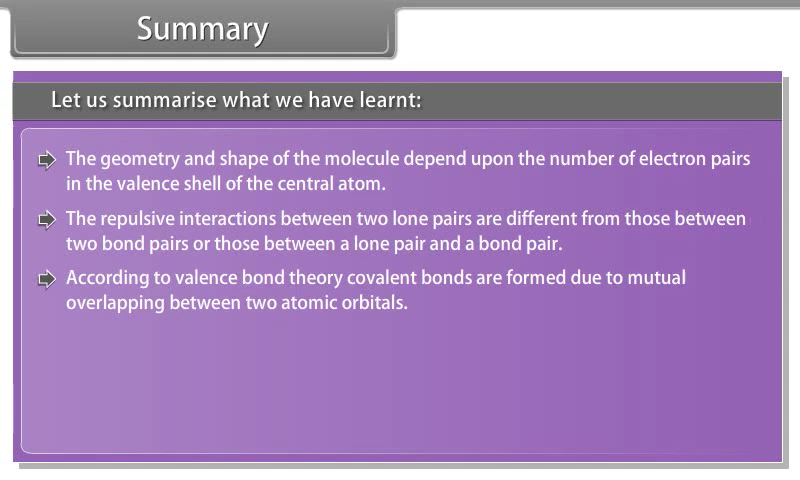 Summary
Let us summarise what we have learnt:
The geometry and shape of the molecule depend upon the number of electron pairs
in the valence shell of the central atom.
The repulsive interactions between two lone pairs are different from those between
two bond pairs or those between a lone pair and a bond pair.
According to valence bond theory covalent bonds are formed due to mutual
overlapping between two atomic orbitals.